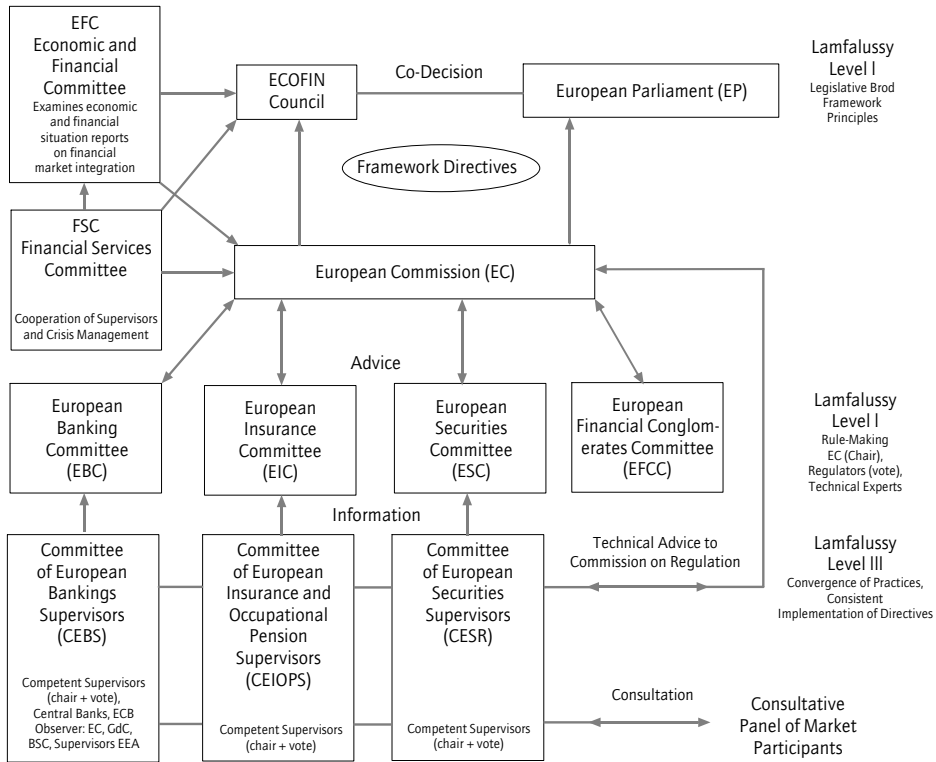 EFC
Economic and
Financial
Committee
Examines economic
and financial
situation reports
on financial
market integration
ECOFIN
Council
Co-Decision
European Parliament (EP)
Lamfalussy
Level I
Legislative Brod
Framework
Principles
Framework Directives
FSC
Financial Services
Committee
Cooperation of Supervisors
and Crisis Management
European Commission (EC)
Advice
European
Banking
Committee
(EBC)
European
Insurance
Committee
(EIC)
European
Securities
Committee
(ESC)
European
Financial Conglom-
erates Committee
(EFCC)
Lamfalussy
Level I
Rule-Making
EC (Chair),
Regulators (vote),
Technical Experts
Information
Committee
of European
Bankings
Supervisors
(CEBS)
Competent Supervisors
(chair + vote),
Central Banks, ECB
Observer: EC, GdC,
BSC, Supervisors EEA
Committee
of European
Insurance and
Occupational
Pension
Supervisors
(CEIOPS)
Competent Supervisors
(chair + vote)
Committee
of European
Securities
Supervisors
(CESR)
Competent Supervisors
(chair + vote)
Technical Advice to
Commission on Regulation
Lamfalussy
Level III
Convergence of Practices,
Consistent
Implementation of Directives
Consultation
Consultative
Panel of Market
Participants